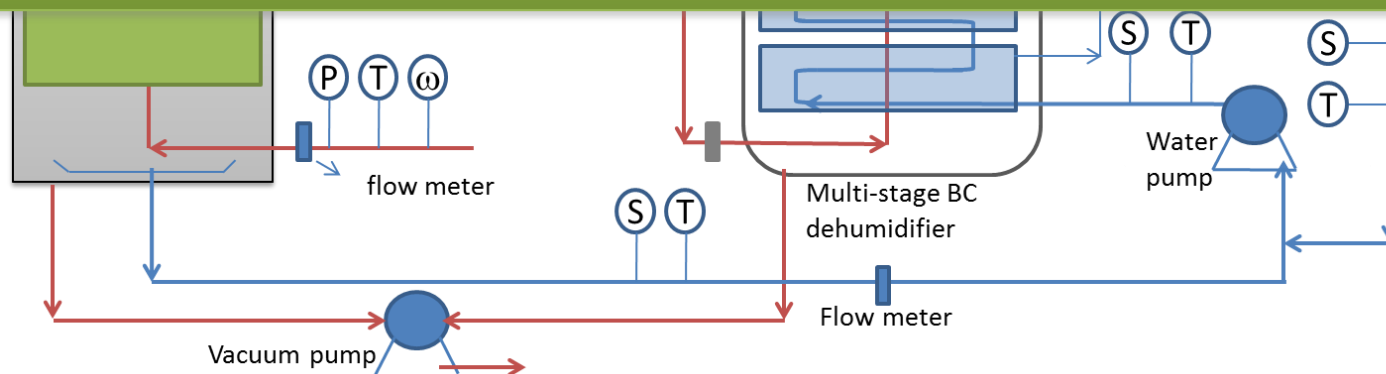 S T
S
P T ω
T
Water
pump
flow meter
Multi-stage BC
dehumidifier
S T
Flow meter
Vacuum pump